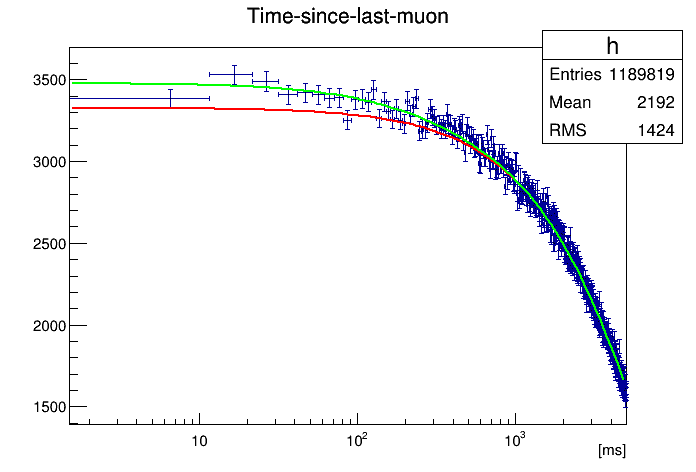 Time-since-last-muon
h
Entries 1189819
Mean 2192
RMS 1424
3500
3000
2500
2000
1500
10 10² 10³
[ms]